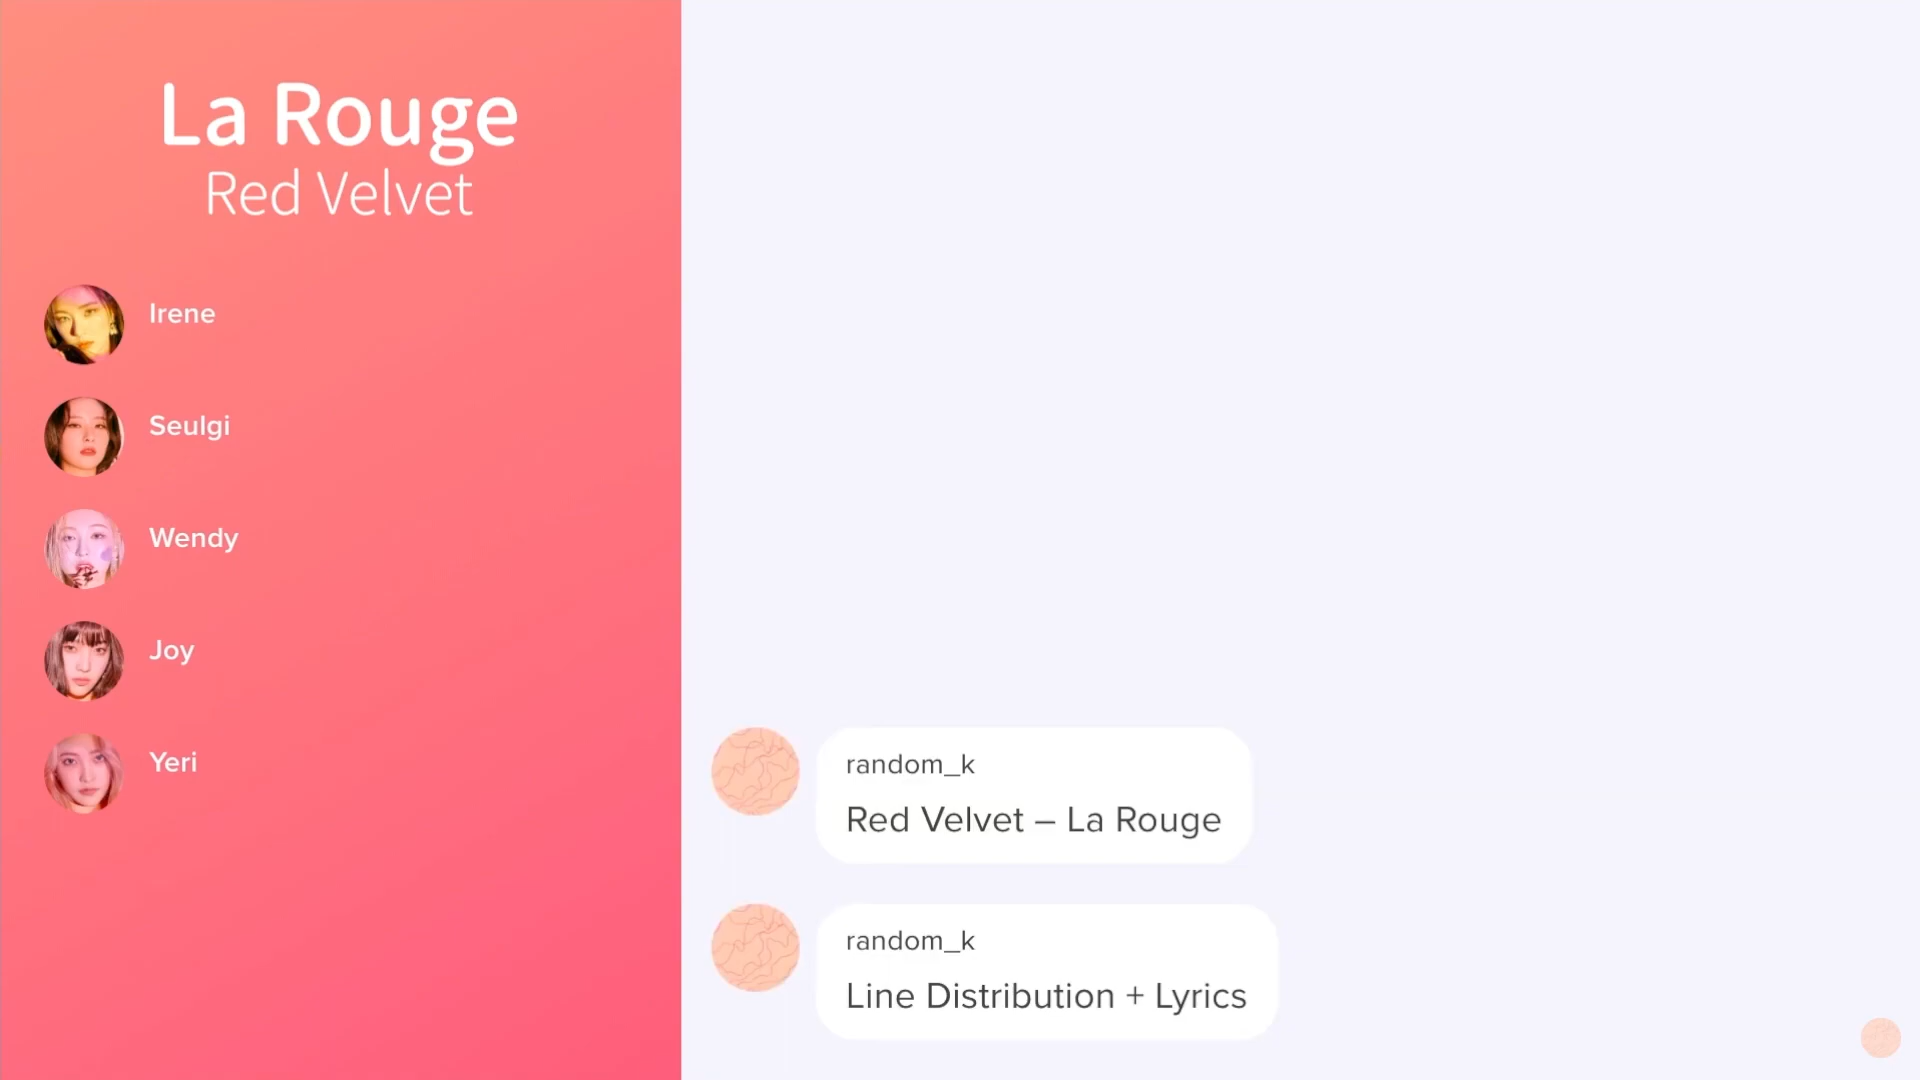 La Rouge
Red Velvet
Irene
Seulgi
Wendy
Joy
Yeri
random_k
Red Velvet – La Rouge
random_k
Line Distribution + Lyrics